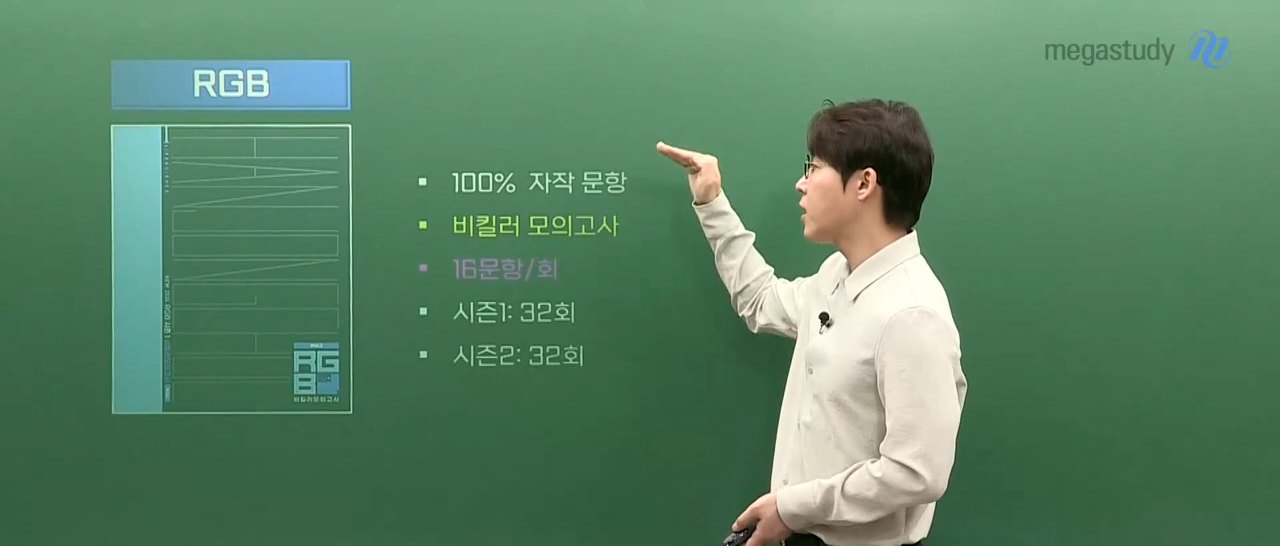 megastudy
RGB
100% 자작 문항
비킬러 모의고사
16문항/회
시즌1: 32회
시즌2: 32회
RG
B
비킬러모의고사